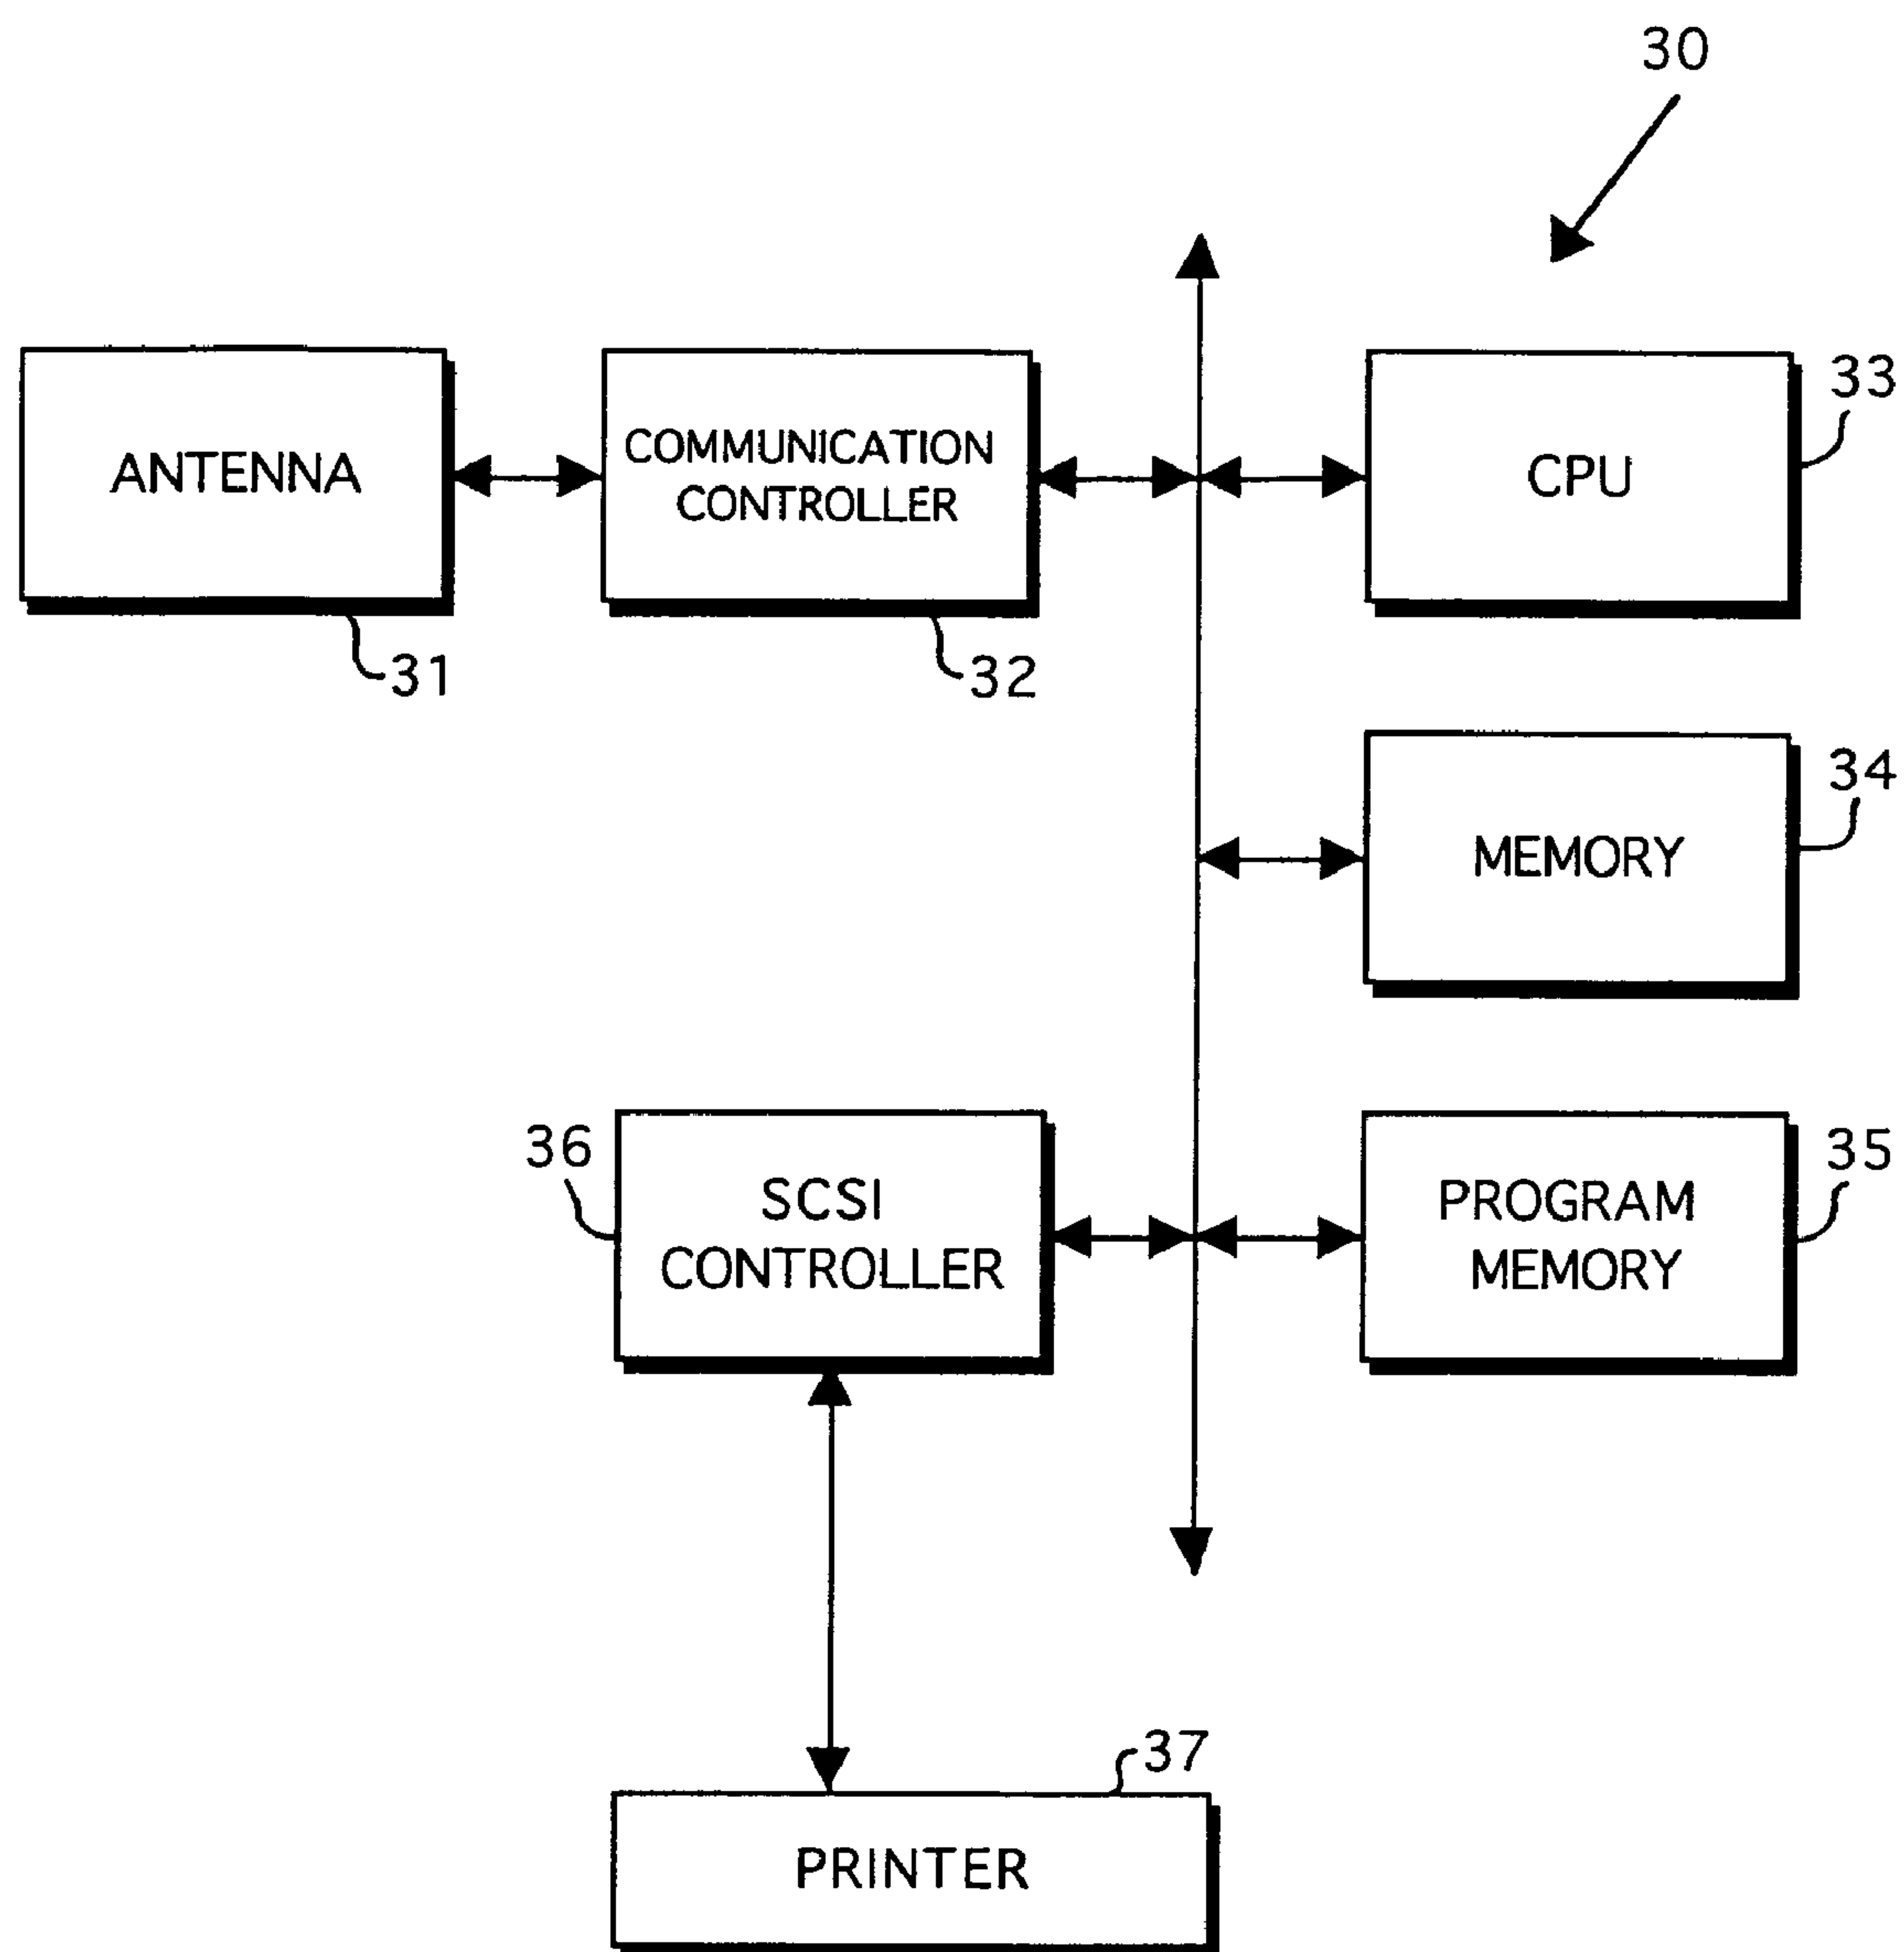 30
ANTENNA
31
COMMUNICATION
CONTROLLER
32
CPU
33
MEMORY
34
36
SCSI
CONTROLLER
PROGRAM
MEMORY
35
37
PRINTER